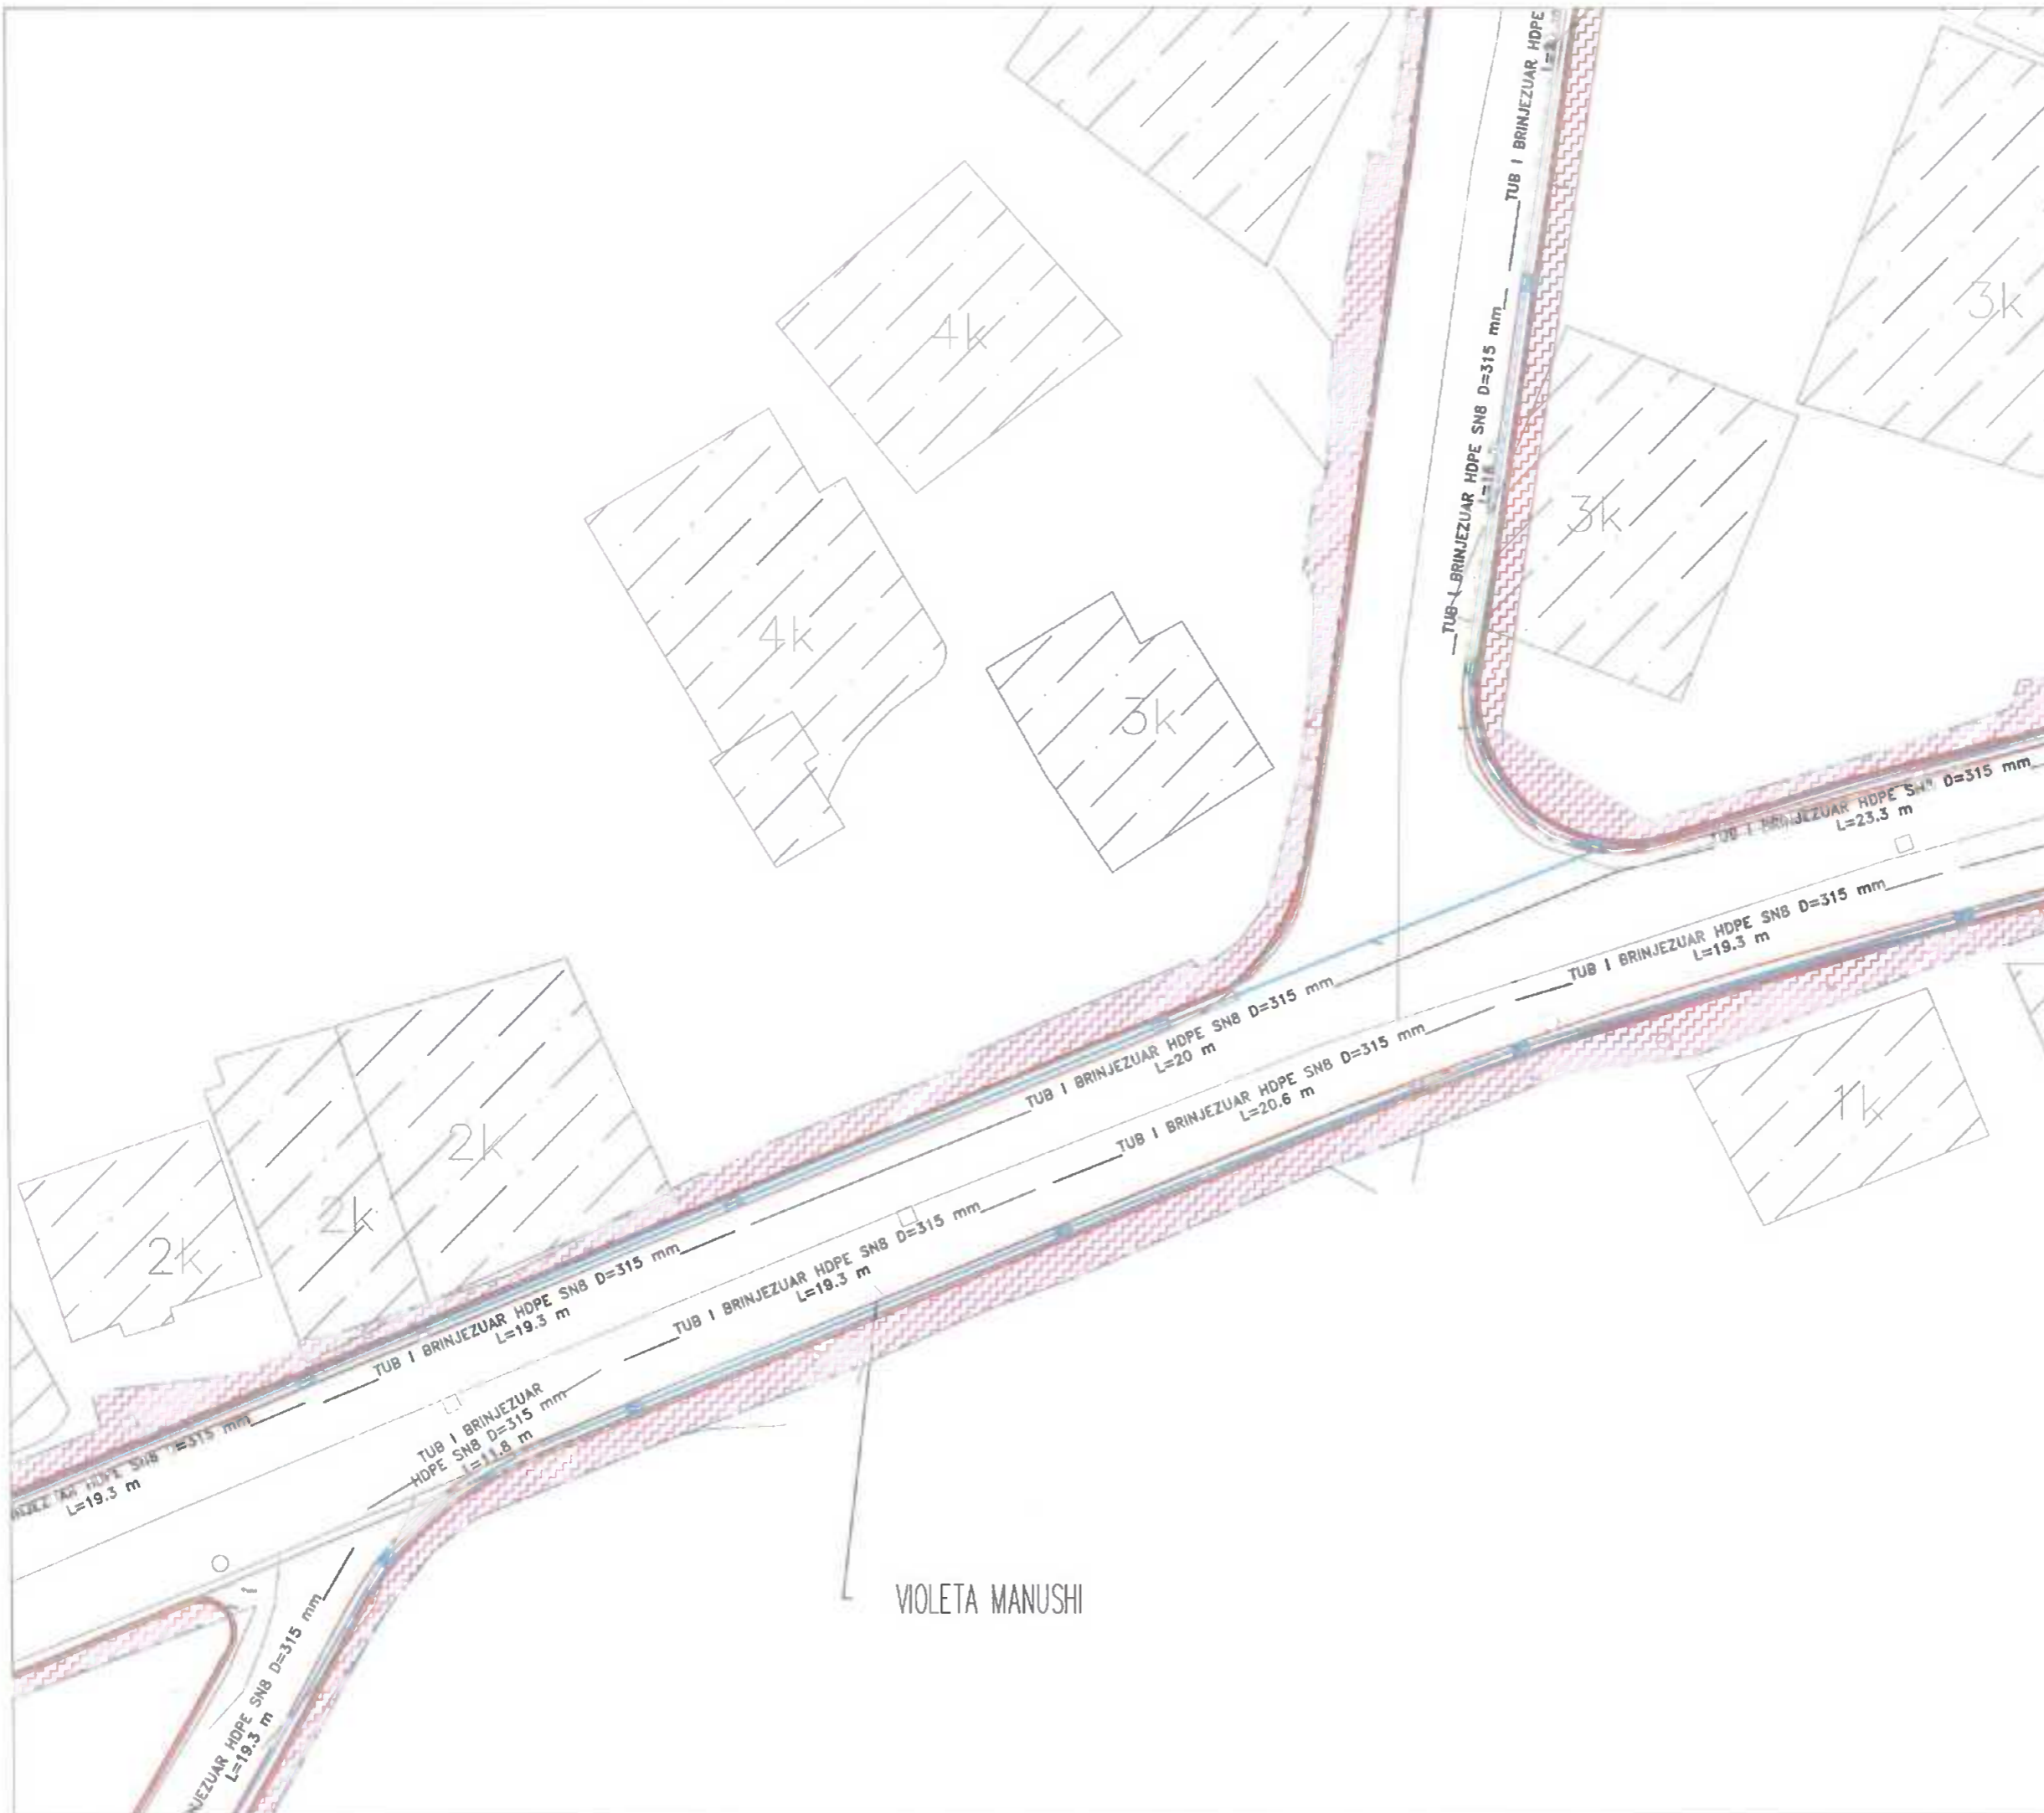 TUB I BRINJEZUAR HDPE
TUB I BRINJEZUAR HDPE SN8 D=315 mm
4k
3k
3k
4k
3k
TUB I BRINJEZUAR HDPE D=315 mm
L=23.3 m
TUB I BRINJEZUAR HDPE SN8 D=315 mm
L=19.3 m
TUB I BRINJEZUAR HDPE SN8 D=315 mm
L=20 m
TUB I BRINJEZUAR HDPE SN8 D=315 mm
L=20.6 m
1k
2k
2k
2k
TUB I BRINJEZUAR HDPE SN8 D=315 mm
L=19.3 m
TUB I BRINJEZUAR HDPE SN8 D=315 mm
L=19.3 m
TUB I BRINJEZUAR
HDPE SN8 D=315 mm
L=11.8 m
HDPE SN8 D=315 mm
L=19.3 m
VIOLETA MANUSHI
NJEZUAR HDPE SN8 D=315 mm
L=19.3 m